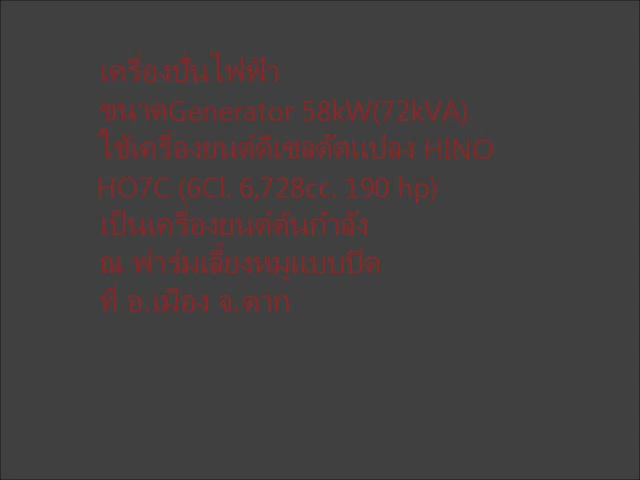 เครื่องปั่นไฟฟ้า
ขนาดGenerator 58kW(72kVA)
ใช้เครื่องยนต์ดีเซลดัดแปลง HINO
HO7C (6Cl. 6,728cc. 190 hp)
เป็นเครื่องยนต์ต้นกำลัง
ณ ฟาร์มเลี้ยงหมูแบบปิด
ที่ อ.เมือง จ.ตาก